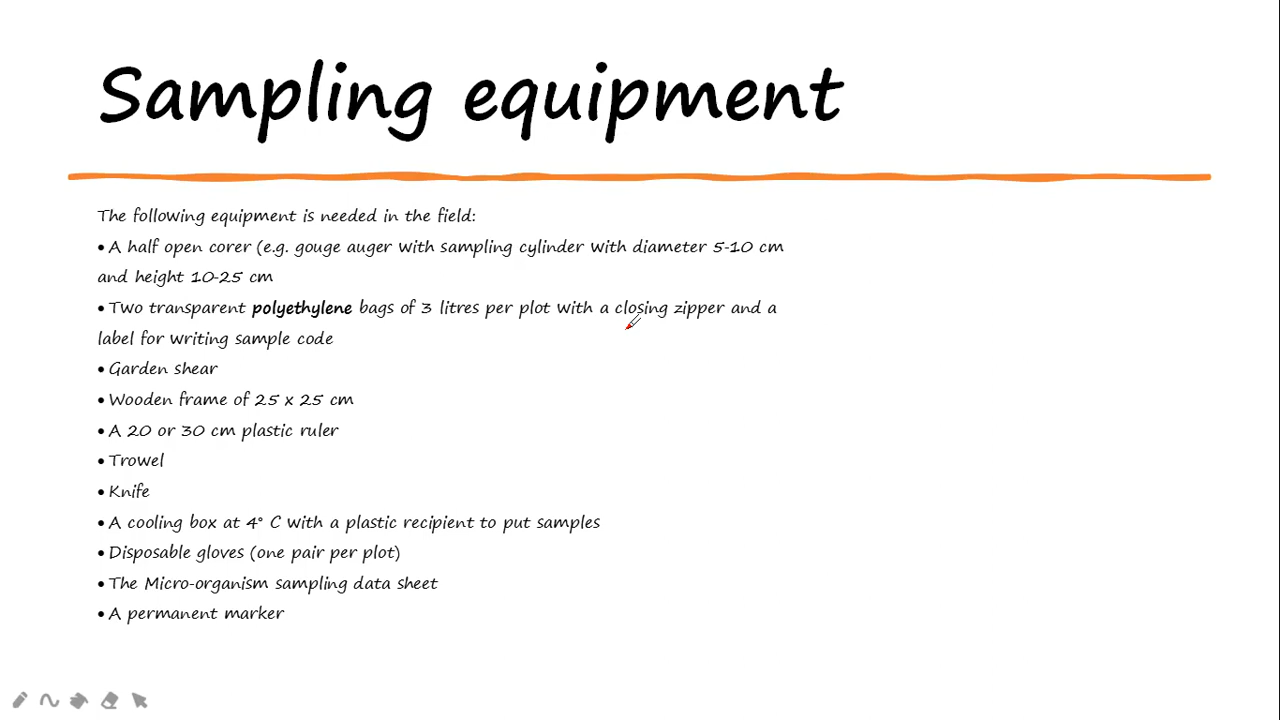 Sampling equipment
The following equipment is needed in the field:
• A half open corer (e.g. gouge auger with sampling cylinder with diameter 5-10 cm
and height 10-25 cm
• Two transparent polyethylene bags of 3 litres per plot with a closing zipper and a
label for writing sample code
• Garden shear
• Wooden frame of 25 x 25 cm
• A 20 or 30 cm plastic ruler
• Trowel
• Knife
• A cooling box at 4° C with a plastic recipient to put samples
• Disposable gloves (one pair per plot)
• The Micro-organism sampling data sheet
• A permanent marker